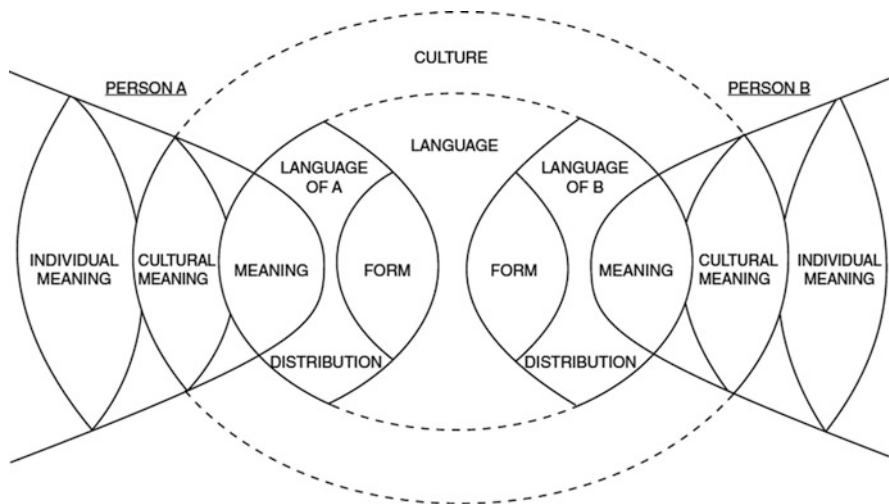 CULTURE
PERSON A
PERSON B
LANGUAGE
LANGUAGE
OF A
LANGUAGE
OF B
INDIVIDUAL
MEANING
CULTURAL
MEANING
MEANING
FORM
FORM
MEANING
CULTURAL
MEANING
INDIVIDUAL
MEANING
DISTRIBUTION
DISTRIBUTION